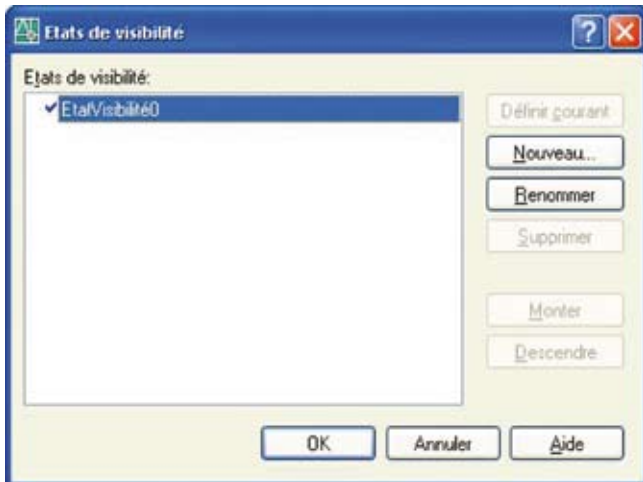 Etats de visibilité
Etats de visibilité:
EtatVisibilité0
Définir courant
Nouveau...
Renommer
Supprimer
Monter
Descendre
OK
Annuler
Aide